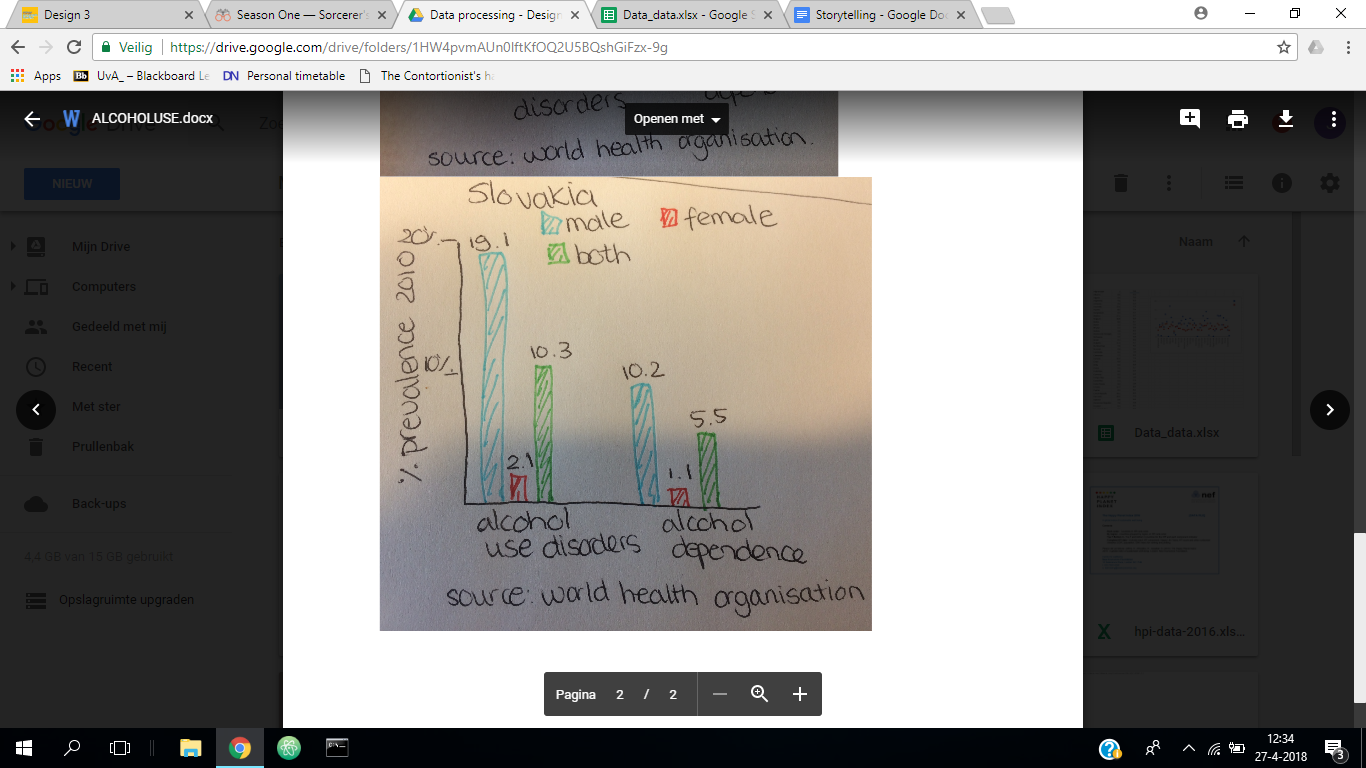 Design 3
Season One — Sorcerer's
Data processing - Design
Data_data.xlsx - Google S
Storytelling - Google Do
Veilig
https://drive.google.com/drive/folders/1HW4pvmAUn0lftKfOQ2U5BQshGiFzx-9g
Apps
Bb UvA_ – Blackboard Le
DN Personal timetable
The Contortionist's ha
W ALCOHOLUSE.docx
Openen met
NIEUW
Naam
Mijn Drive
Computers
Gedeeld met mij
Recent
Met ster
Prullenbak
Back-ups
4,4 GB van 15 GB gebruikt
Opslagruimte upgraden
disorders
source: world health organisation.
Slovakia
male
female
both
% prevalence 2010
20%
10%
19.1
2.1
10.3
10.2
1.1
5.5
alcohol
use disorders
alcohol
dependence
source: world health organisation
Data_data.xlsx
nef
X hpi-data-2016.xls...
Pagina 2 / 2
12:34
27-4-2018
3